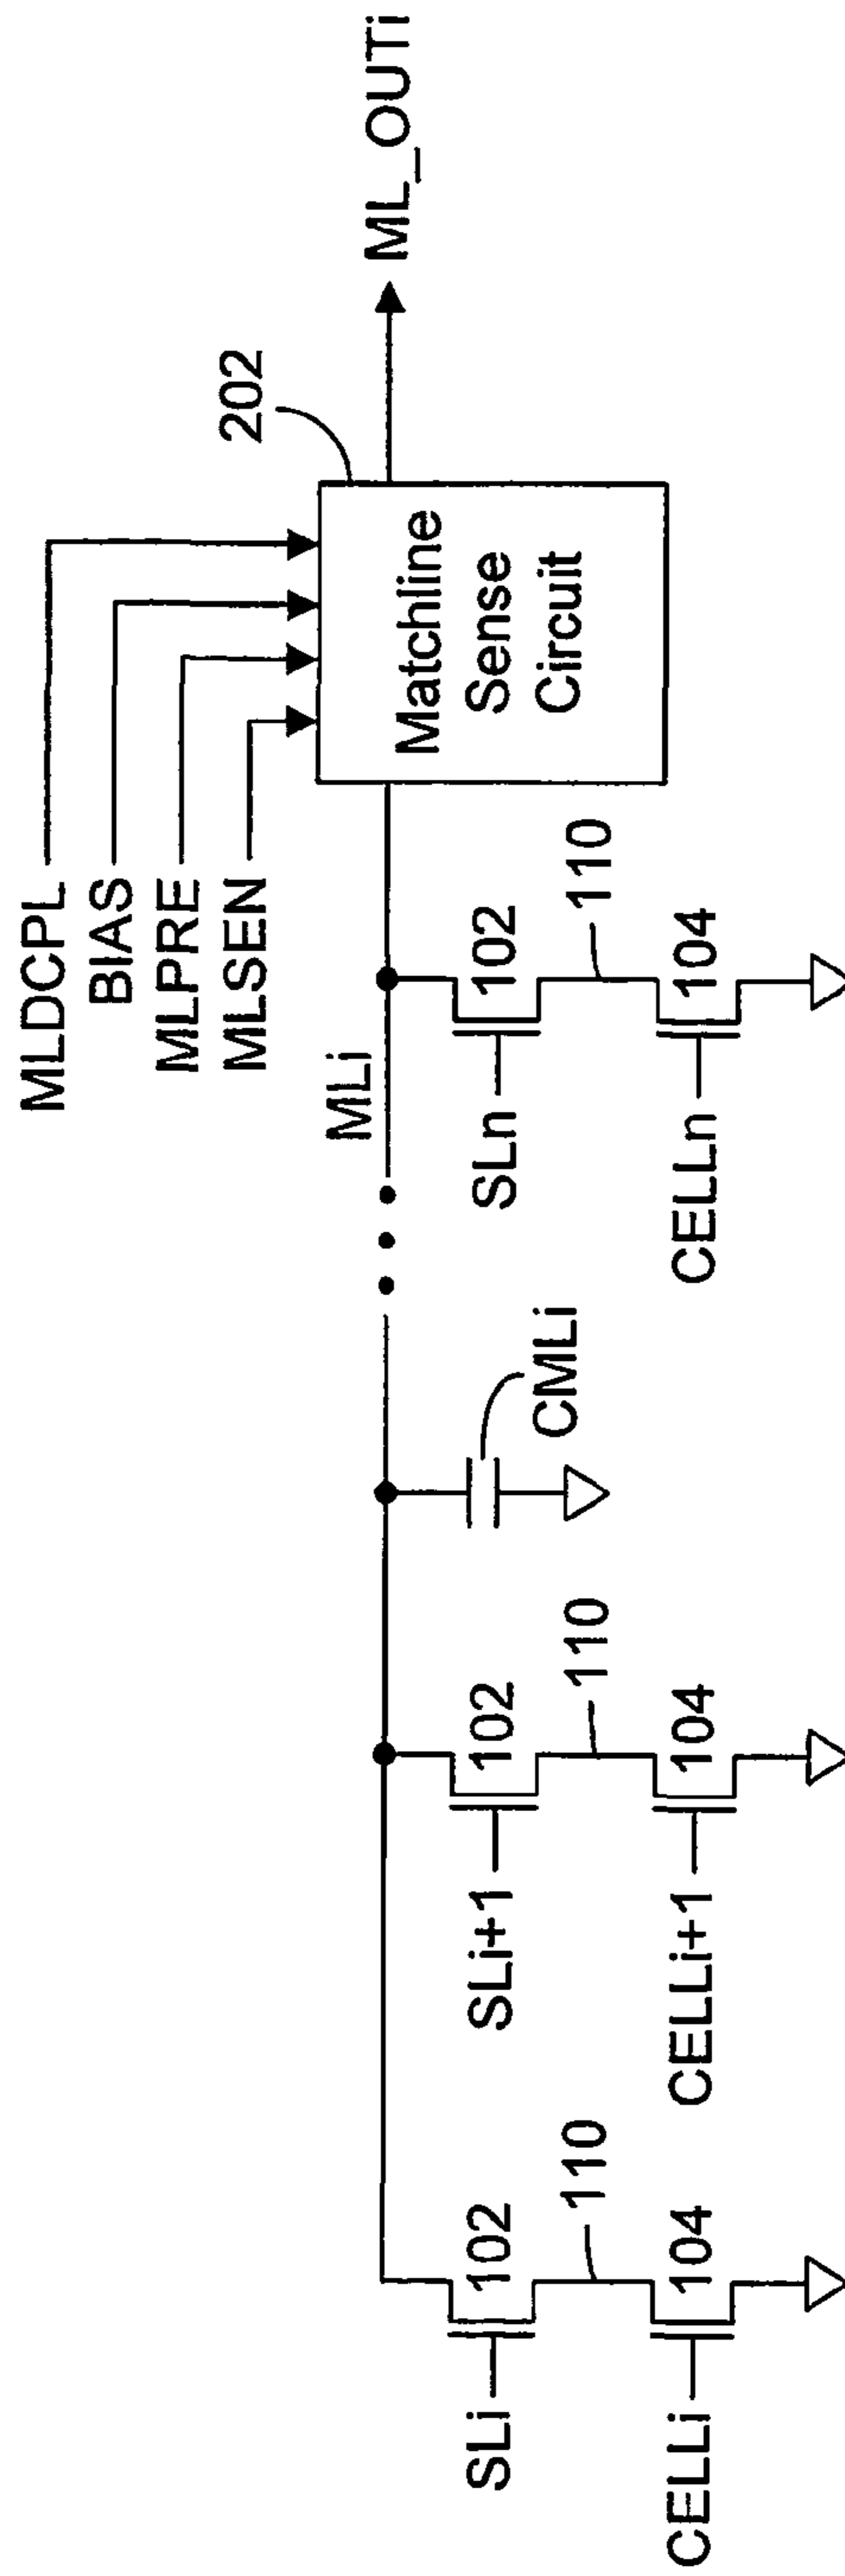 MLDCPL
BIAS
MLPRE
MLSEN
202
MLi
Matchline
Sense
Circuit
ML_OUTi
SLi
102
110
CELLi
104
SLi+1
102
110
CELLi+1
104
CMLi
SLn
102
110
CELLn
104